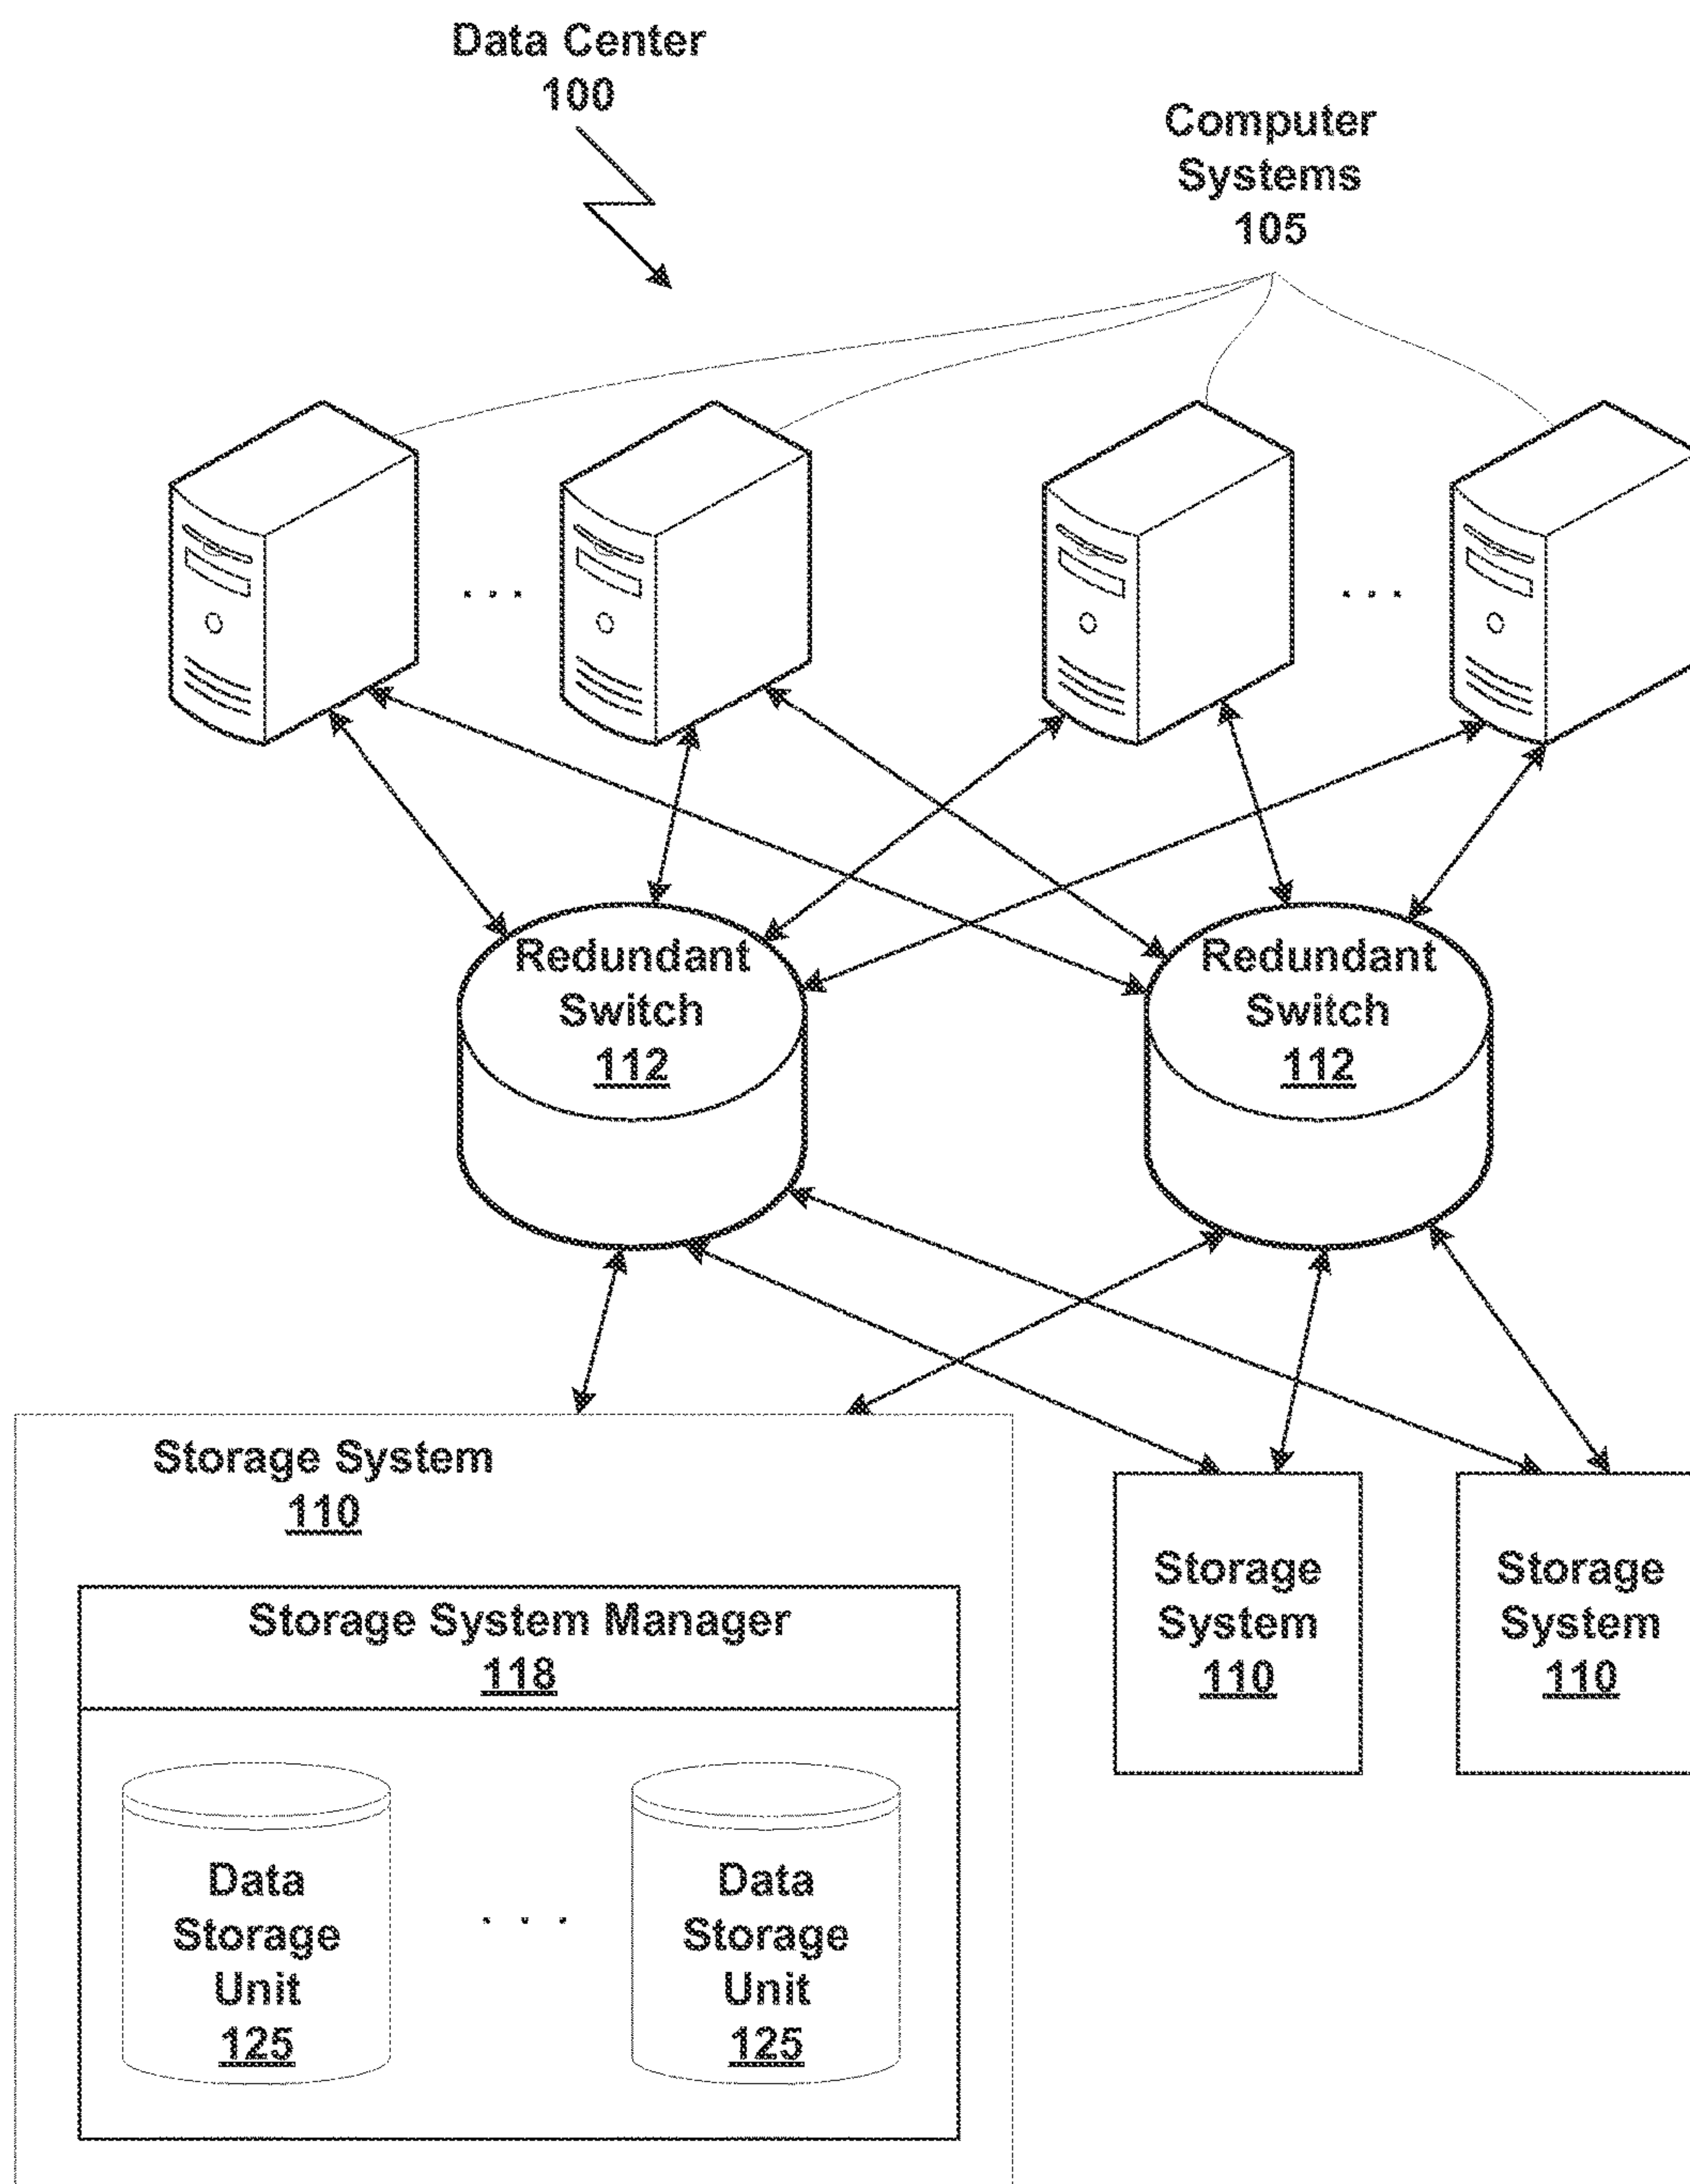 Data Center
100
Computer
Systems
105
. . .
. . .
Redundant
Switch
112
Redundant
Switch
112
Storage System
110
Storage System Manager
118
Data
Storage
Unit
125
. . .
Data
Storage
Unit
125
Storage
System
110
Storage
System
110